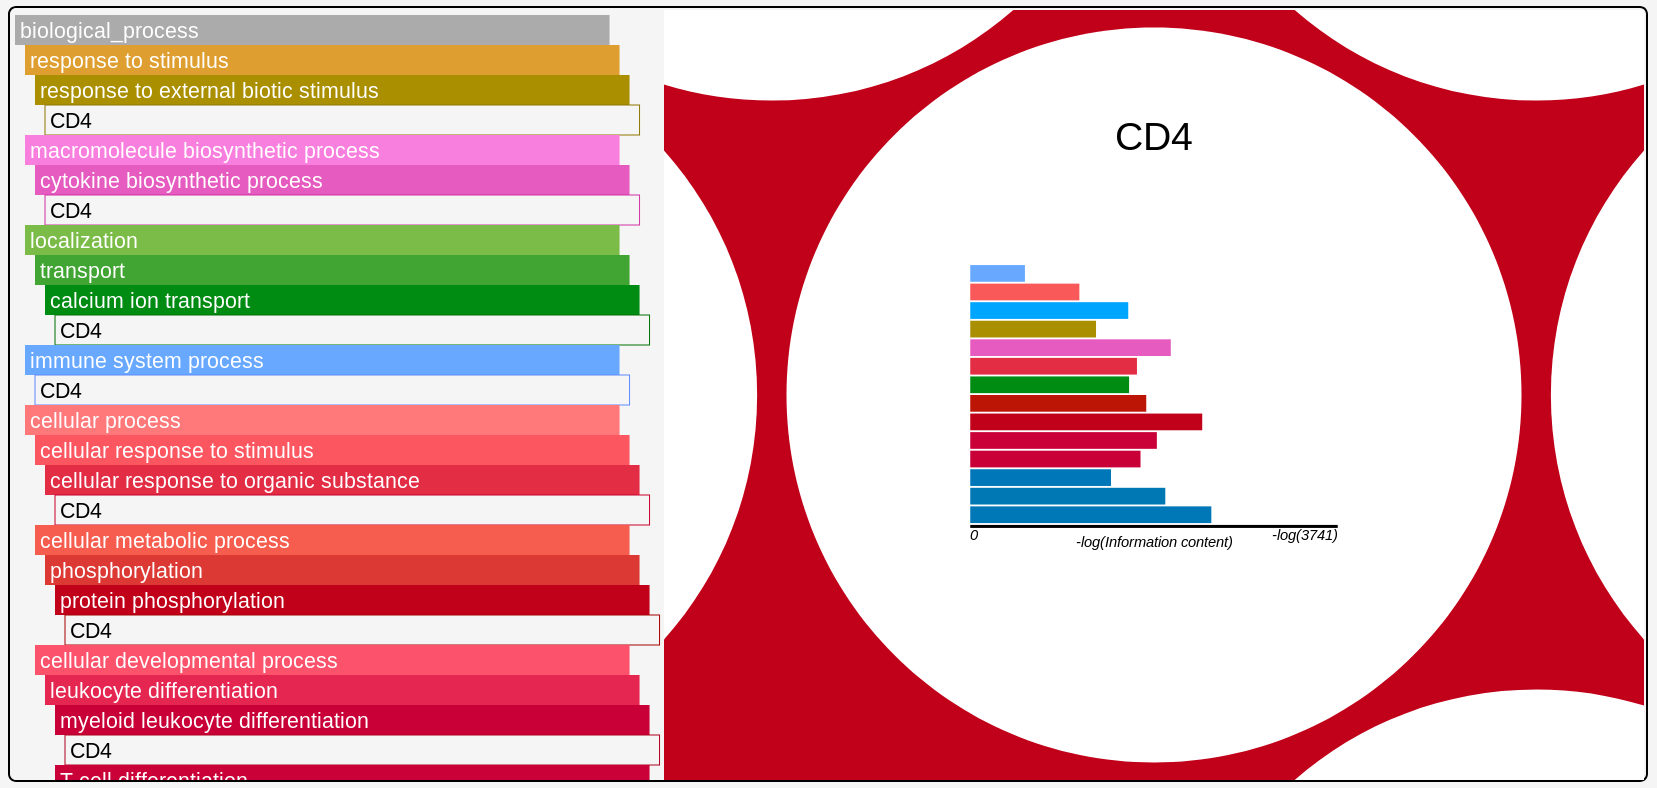 biological_process
response to stimulus
response to external biotic stimulus
CD4
macromolecule biosynthetic process
cytokine biosynthetic process
CD4
localization
transport
calcium ion transport
CD4
immune system process
CD4
cellular process
cellular response to stimulus
cellular response to organic substance
CD4
cellular metabolic process
phosphorylation
protein phosphorylation
CD4
cellular developmental process
leukocyte differentiation
myeloid leukocyte differentiation
CD4
T cell differentiation
CD4
0
-log(Information content)
-log(3741)